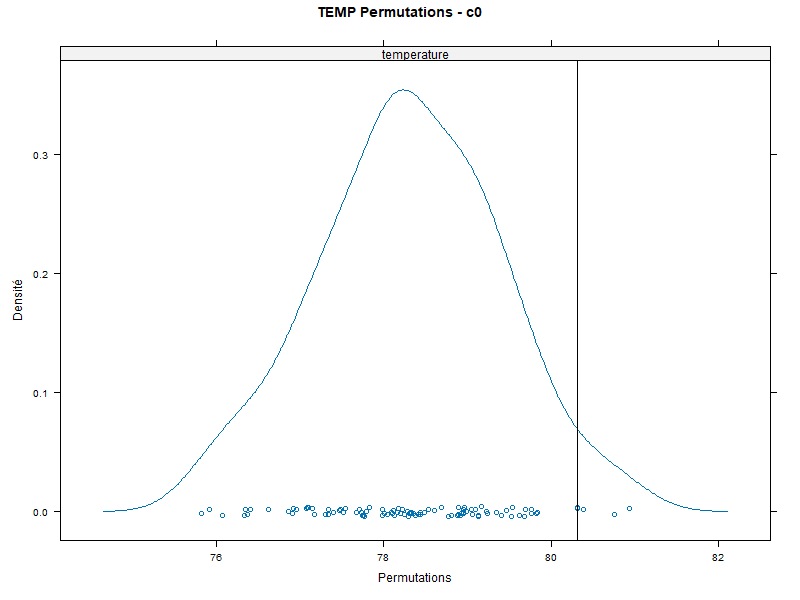 TEMP Permutations - c0
temperature
0.3
0.2
0.1
0.0
Densité
76 78 80 82
Permutations